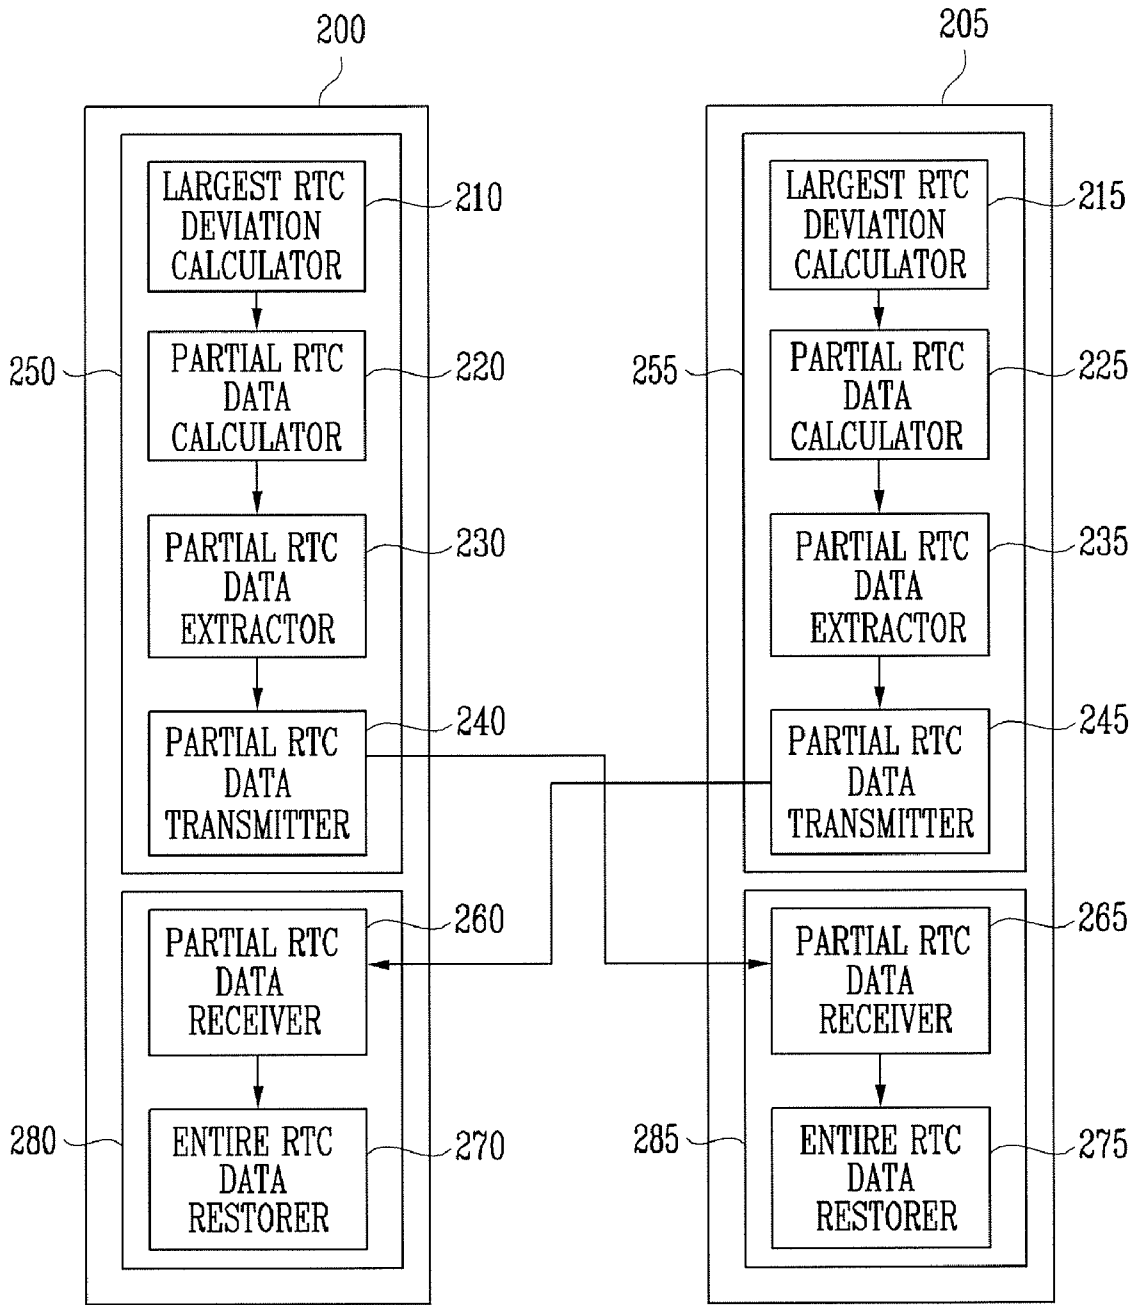 200
205
LARGEST RTC
DEVIATION
CALCULATOR
210
LARGEST RTC
DEVIATION
CALCULATOR
215
250
PARTIAL RTC
DATA
CALCULATOR
220
255
PARTIAL RTC
DATA
CALCULATOR
225
PARTIAL RTC
DATA
EXTRACTOR
230
PARTIAL RTC
DATA
EXTRACTOR
235
PARTIAL RTC
DATA
TRANSMITTER
240
PARTIAL RTC
DATA
TRANSMITTER
245
PARTIAL RTC
DATA
RECEIVER
260
PARTIAL RTC
DATA
RECEIVER
265
280
ENTIRE RTC
DATA
RESTORER
270
285
ENTIRE RTC
DATA
RESTORER
275